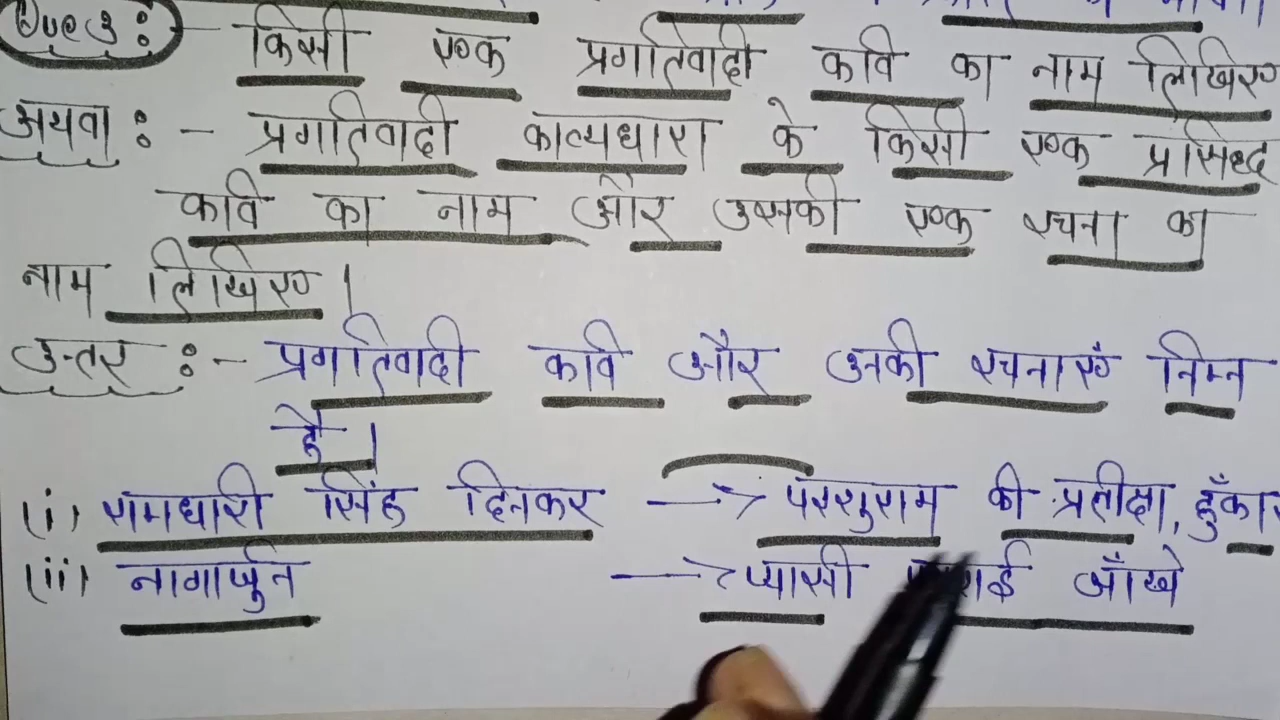 Que 3:- किसी एक प्रगतिवादी कवि का नाम लिखिए
अथवा :- प्रगतिवादी काव्यधारा के किसी एक प्रसिद्ध
कवि का नाम और उसकी एक रचना का
नाम लिखिए।
उत्तर :- प्रगतिवादी कवि और उनकी रचनाएं निम्न
है।
(i) रामधारी सिंह दिनकर → परशुराम की प्रतीक्षा, हुँकार
(ii) नागार्जुन → प्यासी आँखे